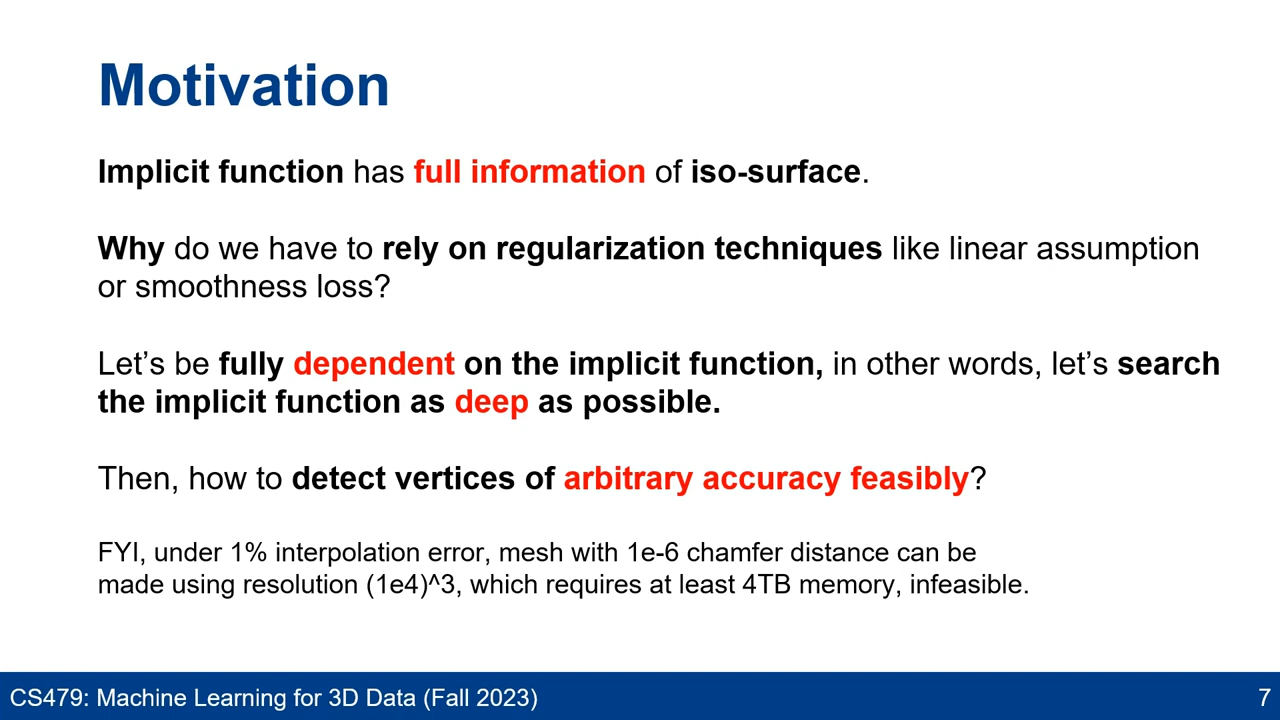 Motivation
Implicit function has full information of iso-surface.
Why do we have to rely on regularization techniques like linear assumption
or smoothness loss?
Let’s be fully dependent on the implicit function, in other words, let’s search
the implicit function as deep as possible.
Then, how to detect vertices of arbitrary accuracy feasibly?
FYI, under 1% interpolation error, mesh with 1e-6 chamfer distance can be
made using resolution (1e4)^3, which requires at least 4TB memory, infeasible.
CS479: Machine Learning for 3D Data (Fall 2023)
7